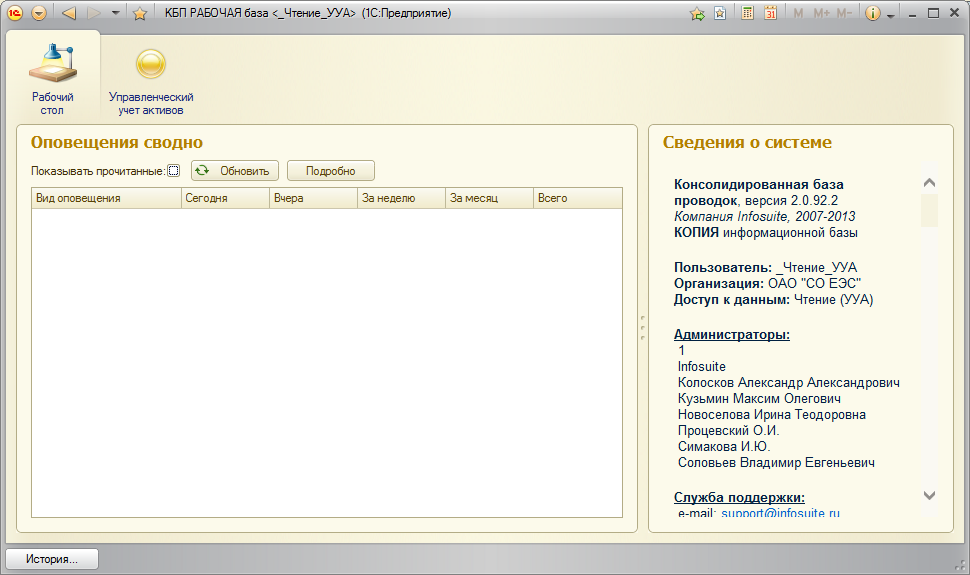 КБП РАБОЧАЯ база <_Чтение_УУА> (1С:Предприятие)
M M+ M-
31
Рабочий
стол
Управленческий
учет активов
Оповещения сводно
Показывать прочитанные:
Обновить
Подробно
Вид оповещения Сегодня Вчера За неделю За месяц Всего
Сведения о системе
Консолидированная база
проводок, версия 2.0.92.2
Компания Infosuite, 2007-2013
КОПИЯ информационной базы
Пользователь: _Чтение_УУА
Организация: ОАО "СО ЕЭС"
Доступ к данным: Чтение (УУА)
Администраторы:
1
Infosuite
Колосков Александр Александрович
Кузьмин Максим Олегович
Новоселова Ирина Теодоровна
Процевский О.И.
Симакова И.Ю.
Соловьев Владимир Евгеньевич
Служба поддержки:
e-mail: support@infosuite.ru
История...